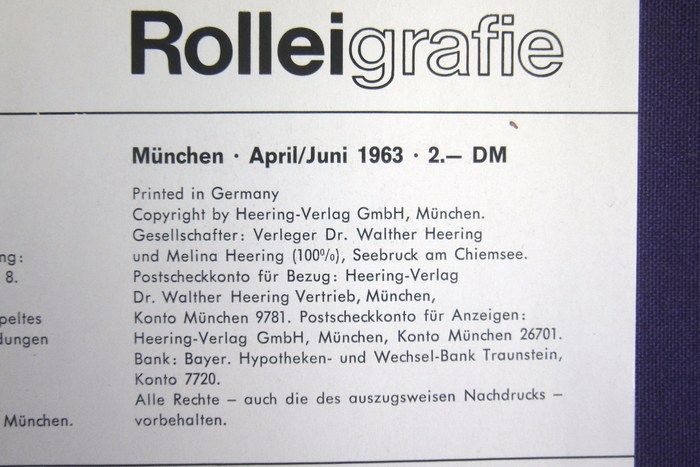 Rolleigrafie
München · April/Juni 1963 · 2.— DM
Printed in Germany
Copyright by Heering-Verlag GmbH, München.
Gesellschafter: Verleger Dr. Walther Heering
und Melina Heering (100%), Seebruck am Chiemsee.
Postscheckkonto für Bezug: Heering-Verlag
Dr. Walther Heering Vertrieb, München,
Konto München 9781. Postscheckkonto für Anzeigen:
Heering-Verlag GmbH, München, Konto München 26701.
Bank: Bayer. Hypotheken- und Wechsel-Bank Traunstein,
Konto 7720.
Alle Rechte – auch die des auszugsweisen Nachdrucks –
vorbehalten.
ng:
8.
peltes
dungen
München.